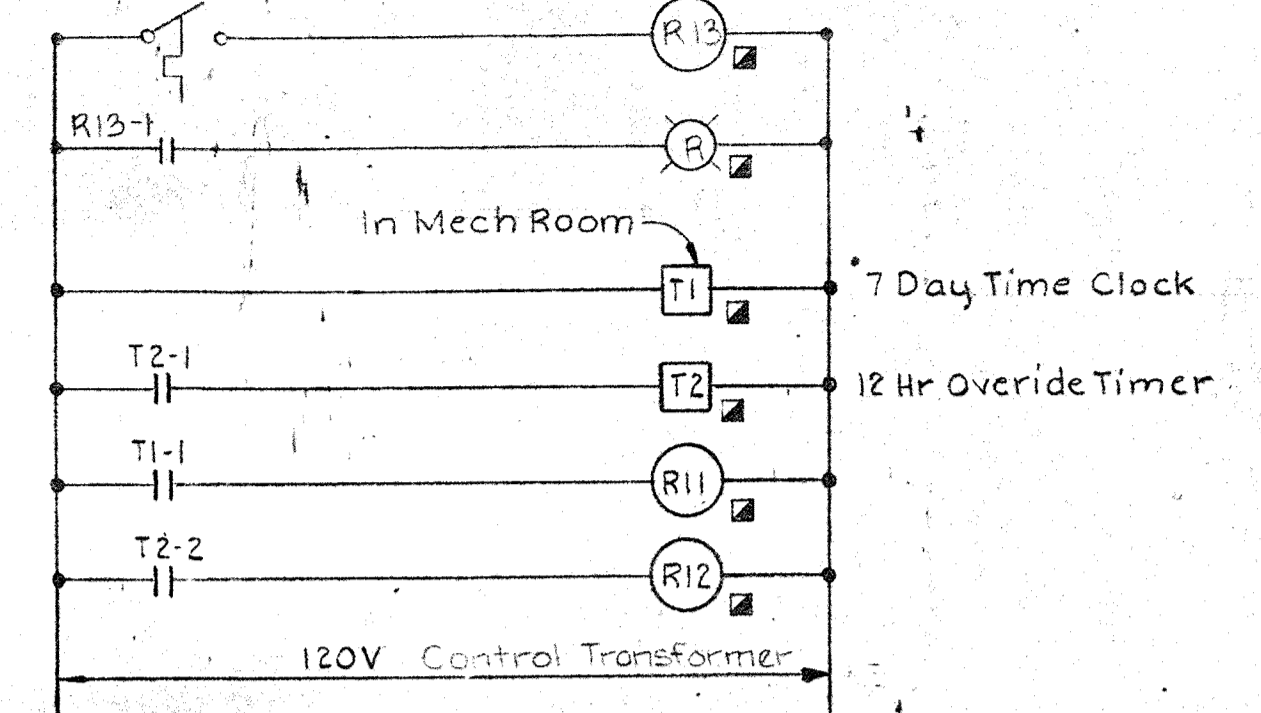 R13
R13-1
R
In Mech Room
T1
7 Day Time Clock
T2-1
T2
12 Hr Overide Timer
T1-1
R11
T2-2
R12
120V Control Transformer